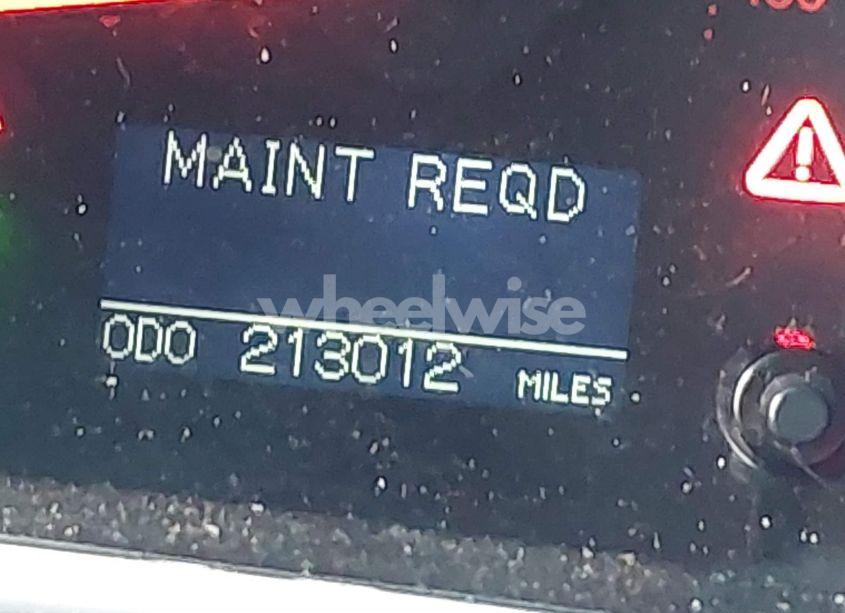 MAINT REQD
wheelwise
ODO 213012 MILES